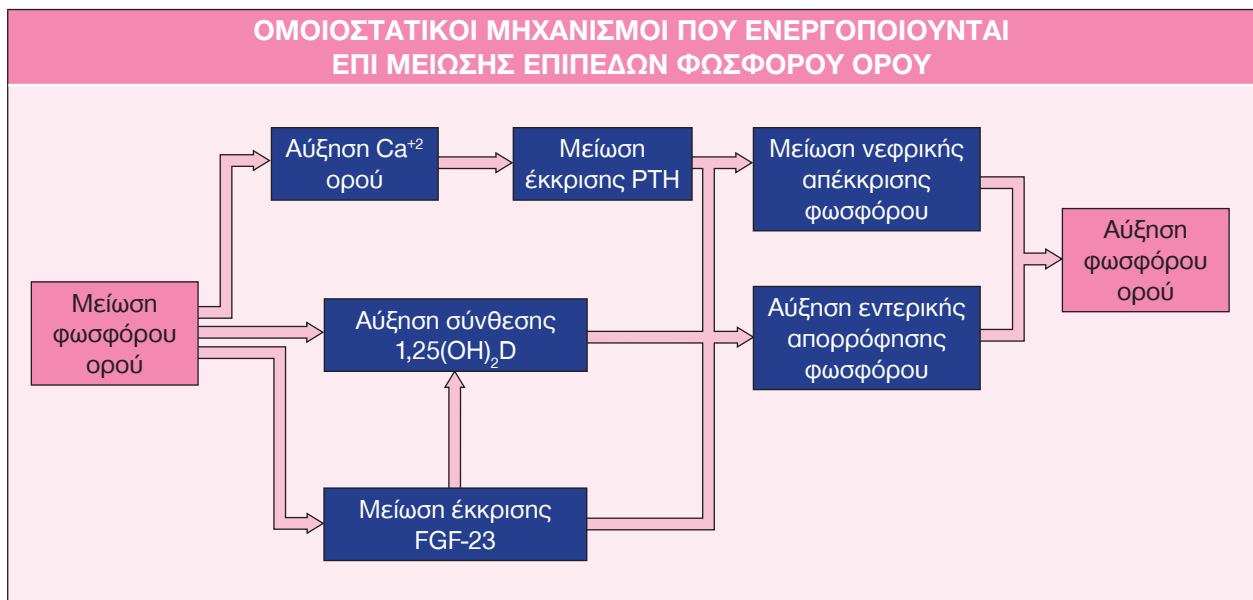 ΟΜΟΙΟΣΤΑΤΙΚΟΙ ΜΗΧΑΝΙΣΜΟΙ ΠΟΥ ΕΝΕΡΓΟΠΟΙΟΥΝΤΑΙ
ΕΠΙ ΜΕΙΩΣΗΣ ΕΠΙΠΕΔΩΝ ΦΩΣΦΟΡΟΥ ΟΡΟΥ
Μείωση
φωσφόρου
ορού
Αύξηση Ca⁺²
ορού
Μείωση
έκκρισης PTH
Αύξηση σύνθεσης
1,25(OH)₂D
Μείωση έκκρισης
FGF-23
Μείωση νεφρικής
απέκκρισης
φωσφόρου
Αύξηση εντερικής
απορρόφησης
φωσφόρου
Αύξηση
φωσφόρου
ορού